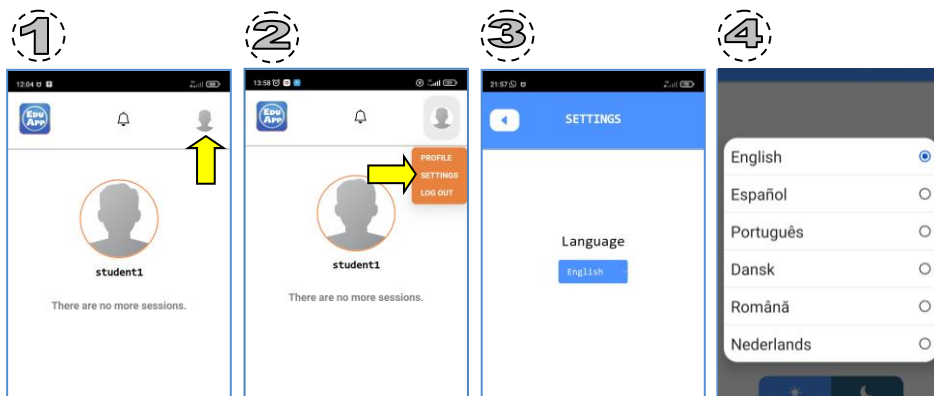 1
12:04
EDU
APP
student1
There are no more sessions.
2
13:58
EDU
APP
PROFILE
SETTINGS
LOG OUT
student1
There are no more sessions.
3
21:57
SETTINGS
Language
English
4
English
Español
Português
Dansk
Română
Nederlands